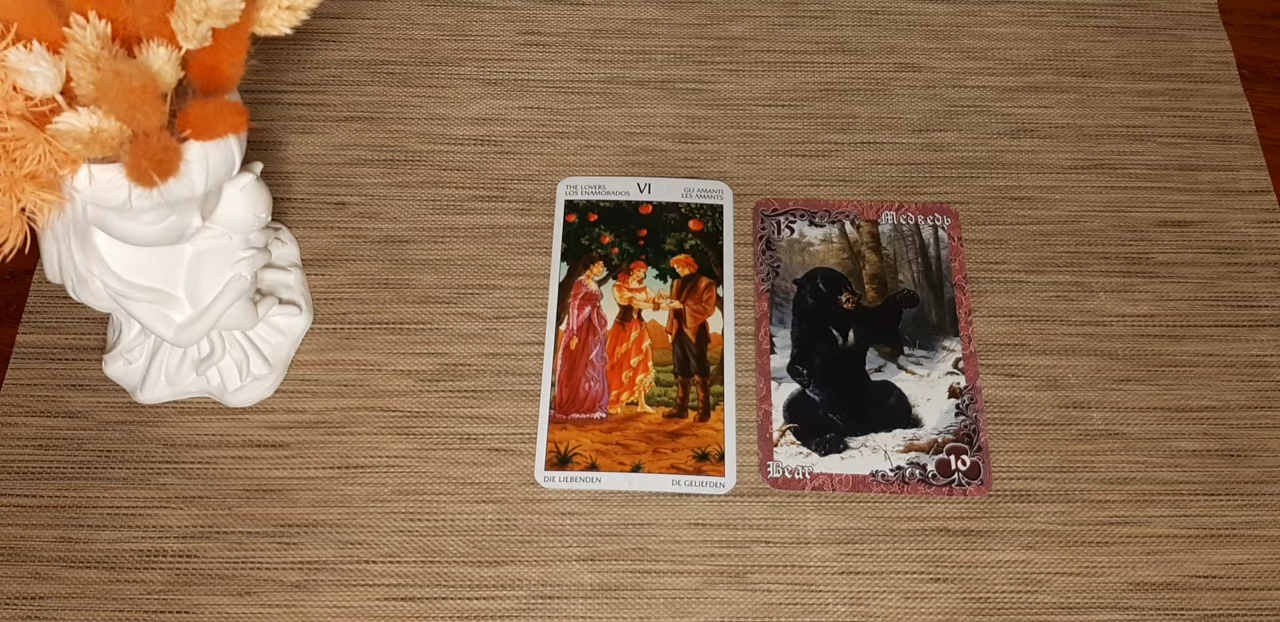 THE LOVERS
LOS ENAMORADOS
VI
GLI AMANTI
LES AMANTS
DIE LIEBENDEN
DE GELIEFDEN
15
Медведь
Bear
10